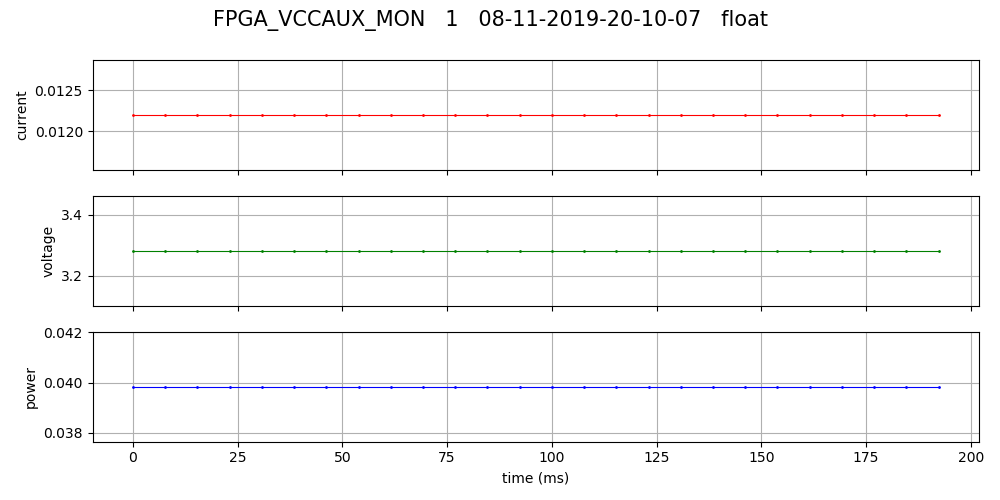 FPGA_VCCAUX_MON 1 08-11-2019-20-10-07 float
0.0125
0.0120
current
3.4
3.2
voltage
0.042
0.040
0.038
power
0 25 50 75 100 125 150 175 200
time (ms)